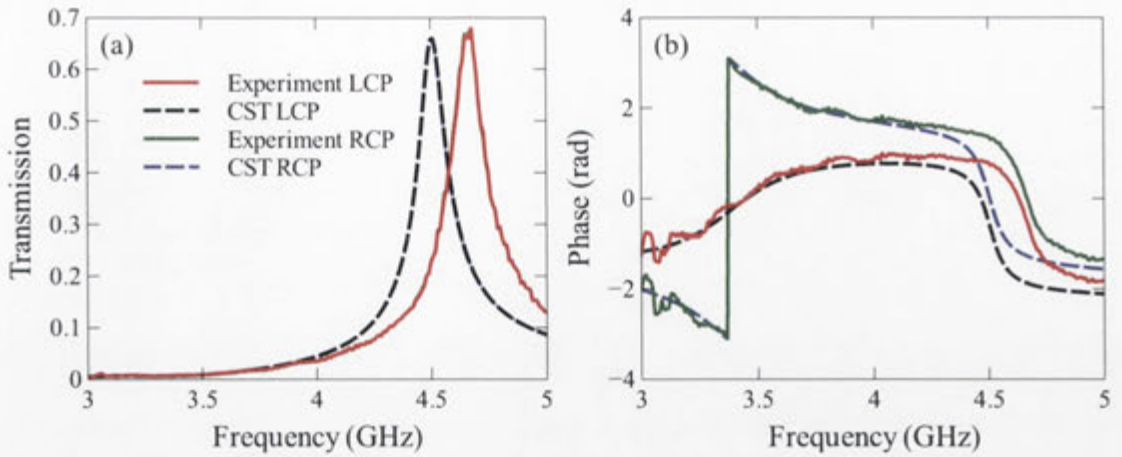 (a)
Experiment LCP
CST LCP
Experiment RCP
CST RCP
Transmission
0.7
0.6
0.5
0.4
0.3
0.2
0.1
0
3
3.5
4
4.5
5
Frequency (GHz)
(b)
Phase (rad)
4
2
0
−2
−4
3
3.5
4
4.5
5
Frequency (GHz)